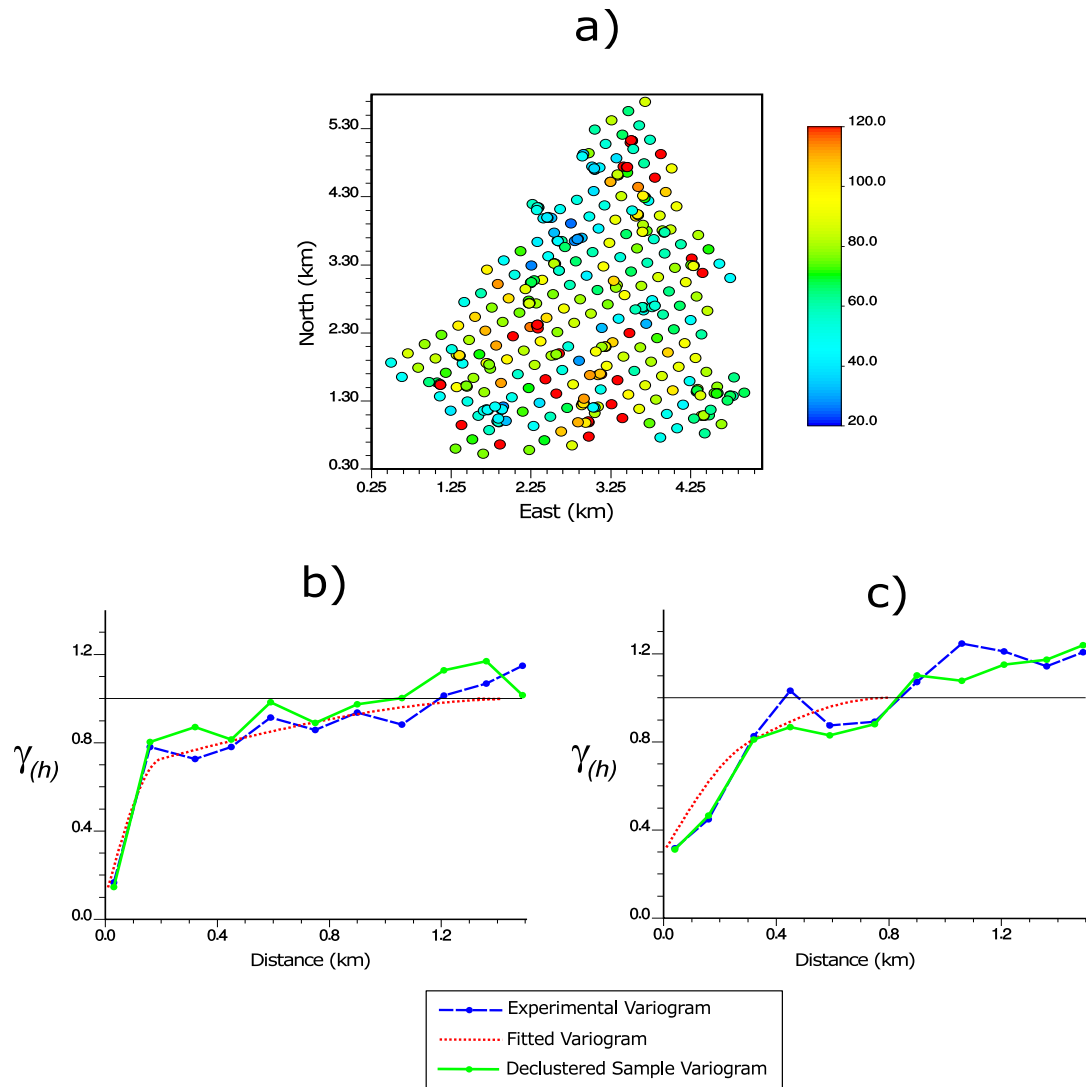 a)
5.30
4.30
3.30
2.30
1.30
0.30
North (km)
0.25
1.25
2.25
3.25
4.25
East (km)
120.0
100.0
80.0
60.0
40.0
20.0
b)
1.2
0.8
0.4
0.0
γ(h)
0.0
0.4
0.8
1.2
Distance (km)
c)
1.2
0.8
0.4
0.0
γ(h)
0.0
0.4
0.8
1.2
Distance (km)
Experimental Variogram
Fitted Variogram
Declustered Sample Variogram